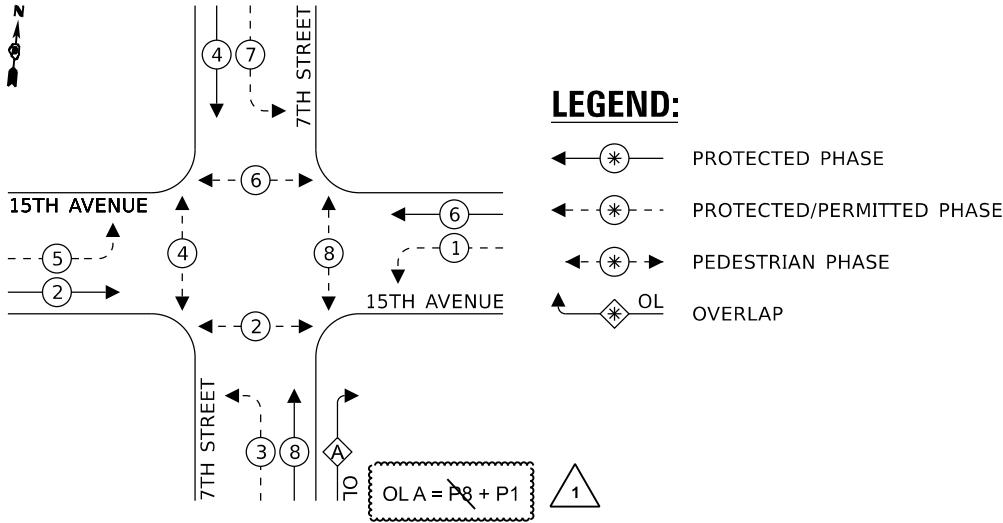 N
4
7
7TH STREET
LEGEND:
PROTECTED PHASE
6
15TH AVENUE
6
PROTECTED/PERMITTED PHASE
5
4
8
1
PEDESTRIAN PHASE
2
15TH AVENUE
OL
OVERLAP
2
7TH STREET
3
8
A
OL
OL A = P8 + P1
1